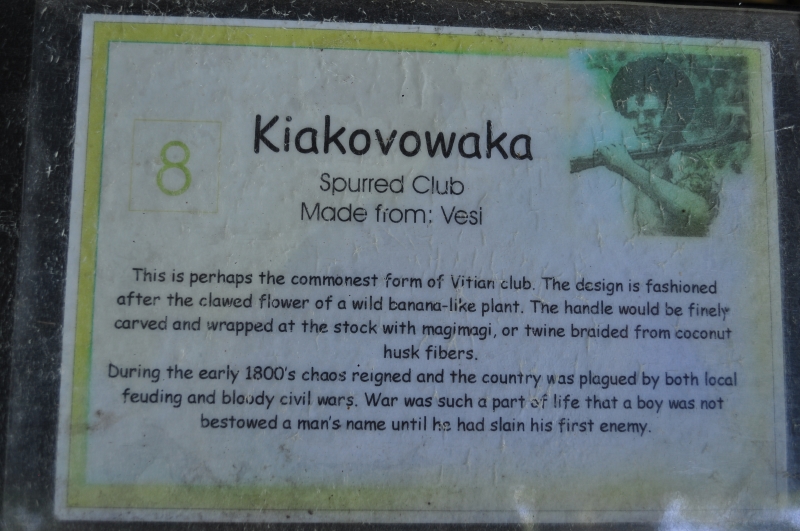 8
Kiakovowaka
Spurred Club
Made from: Vesi
This is perhaps the commonest form of Vitian club. The design is fashioned
after the clawed flower of a wild banana-like plant. The handle would be finely
carved and wrapped at the stock with magimagi, or twine braided from coconut
husk fibers.
During the early 1800's chaos reigned and the country was plagued by both local
feuding and bloody civil wars. War was such a part of life that a boy was not
bestowed a man's name until he had slain his first enemy.